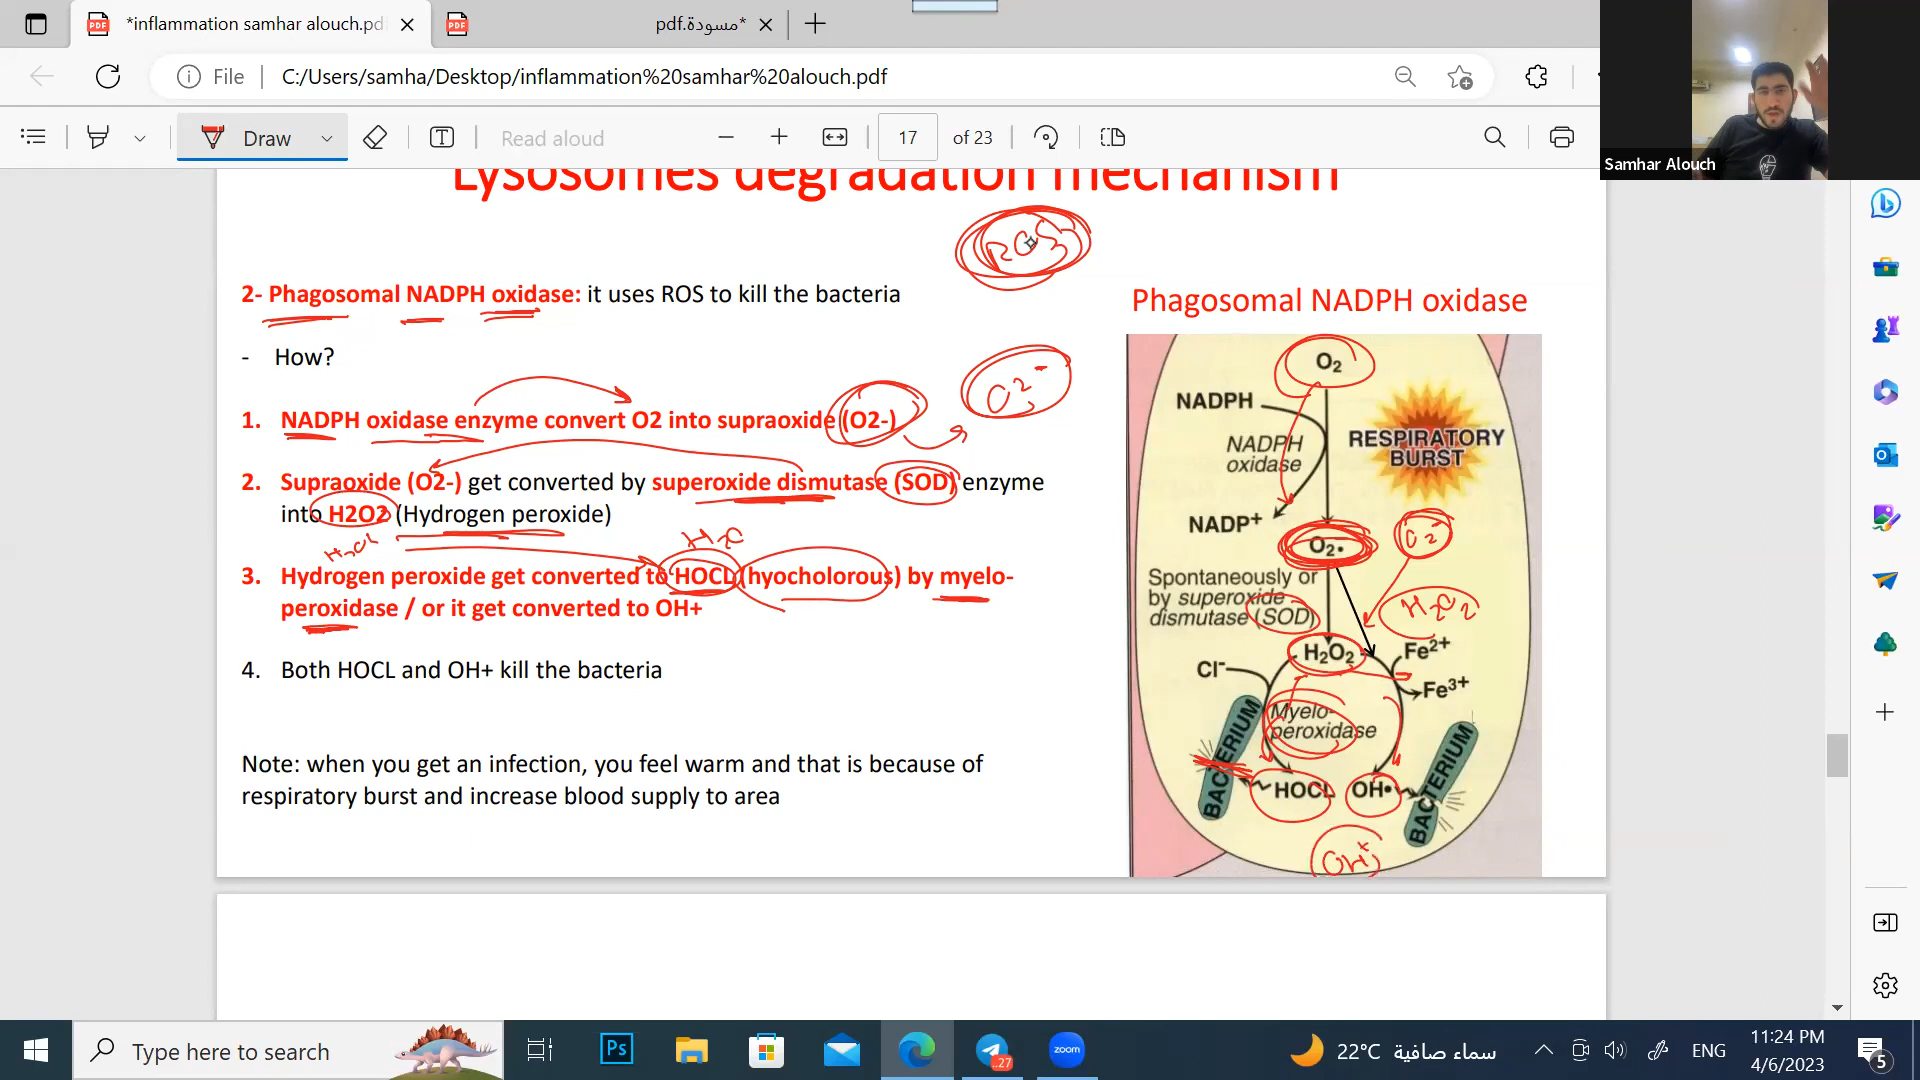 *inflammation samhar alouch.pdf
*مسودة.pdf
File
C:/Users/samha/Desktop/inflammation%20samhar%20alouch.pdf
Draw
Read aloud
17
of 23
Samhar Alouch
Lysosomes degradation mechanism
ROS
2- Phagosomal NADPH oxidase: it uses ROS to kill the bacteria
- How?
O2-
1. NADPH oxidase enzyme convert O2 into supraoxide (O2-)
2. Supraoxide (O2-) get converted by superoxide dismutase (SOD) enzyme
into H2O2 (Hydrogen peroxide)
3. Hydrogen peroxide get converted to HOCL (hyocholorous) by myelo-
peroxidase / or it get converted to OH+
4. Both HOCL and OH+ kill the bacteria
Note: when you get an infection, you feel warm and that is because of
respiratory burst and increase blood supply to area
Phagosomal NADPH oxidase
O₂
NADPH
NADPH
oxidase
RESPIRATORY
BURST
NADP⁺
O₂•
O2-
Spontaneously or
by superoxide
dismutase (SOD)
H2O2
H₂O₂
Fe²⁺
Cl⁻
Fe³⁺
Myelo-
peroxidase
BACTERIUM
BACTERIUM
HOCL
OH•
OH+
Type here to search
Ps
..27
zoom
22°C سماء صافية
ENG
11:24 PM
4/6/2023
5